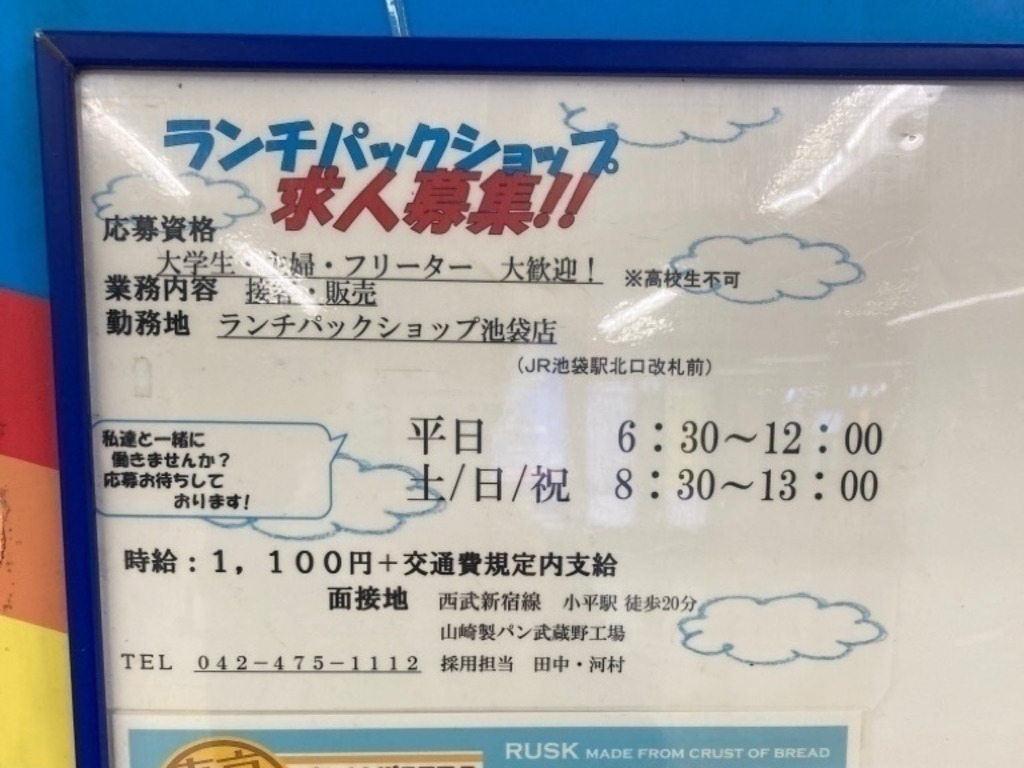 ランチパックショップ
求人募集!!
応募資格
大学生・主婦・フリーター 大歓迎! ※高校生不可
業務内容 接客・販売
勤務地 ランチパックショップ池袋店
(JR池袋駅北口改札前)
私達と一緒に
働きませんか?
応募お待ちして
おります!
平日 6:30～12:00
土/日/祝 8:30～13:00
時給:1,100円+交通費規定内支給
面接地 西武新宿線 小平駅 徒歩20分
山崎製パン武蔵野工場
TEL 042-475-1112 採用担当 田中・河村
RUSK MADE FROM CRUST OF BREAD